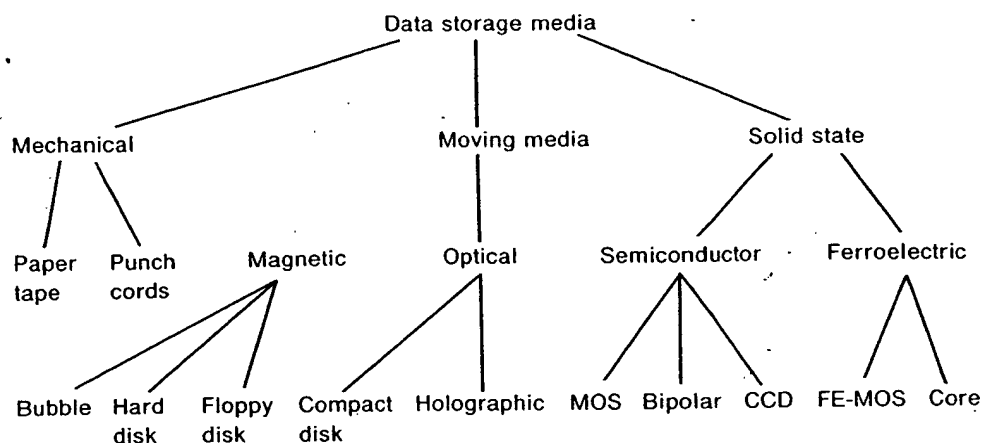 Data storage media
Mechanical
Moving media
Solid state
Paper
tape
Punch
cords
Magnetic
Optical
Semiconductor
Ferroelectric
Bubble
Hard
disk
Floppy
disk
Compact
disk
Holographic
MOS
Bipolar
CCD
FE-MOS
Core